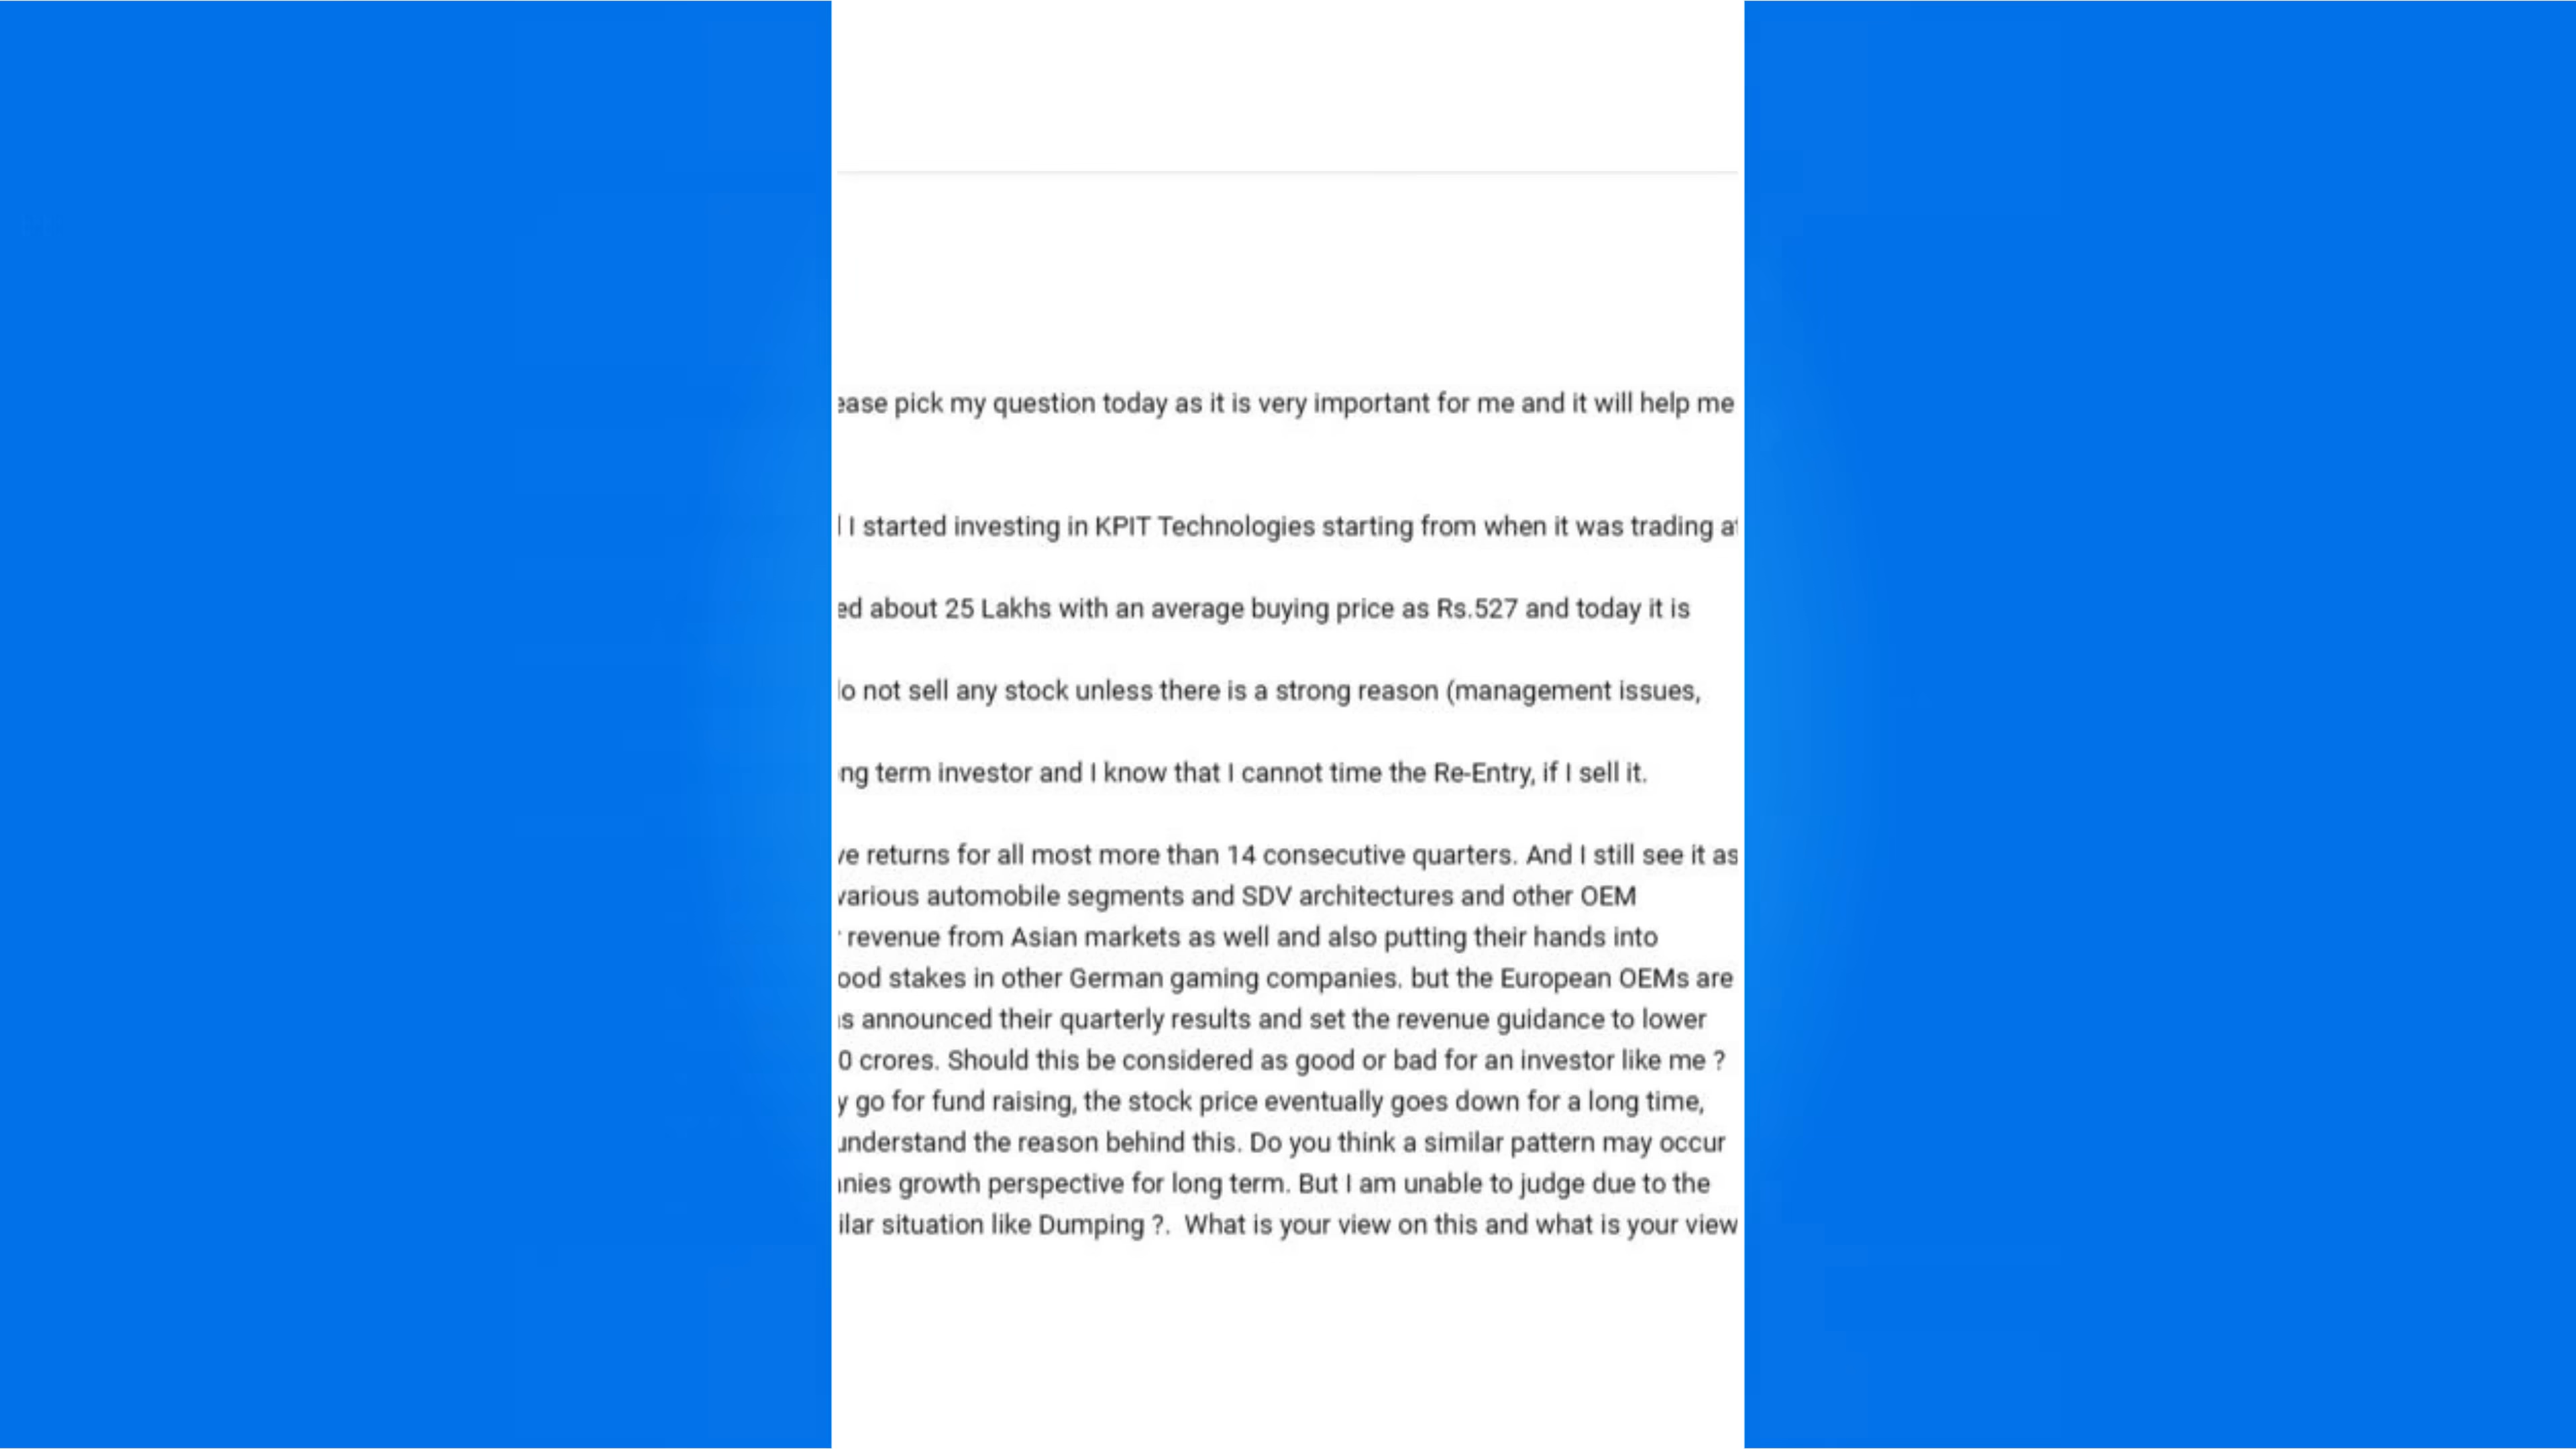 ease pick my question today as it is very important for me and it will help me
I started investing in KPIT Technologies starting from when it was trading at
ed about 25 Lakhs with an average buying price as Rs.527 and today it is
do not sell any stock unless there is a strong reason (management issues,
ng term investor and I know that I cannot time the Re-Entry, if I sell it.
ve returns for all most more than 14 consecutive quarters. And I still see it as
various automobile segments and SDV architectures and other OEM
revenue from Asian markets as well and also putting their hands into
ood stakes in other German gaming companies. but the European OEMs are
s announced their quarterly results and set the revenue guidance to lower
0 crores. Should this be considered as good or bad for an investor like me ?
y go for fund raising, the stock price eventually goes down for a long time,
understand the reason behind this. Do you think a similar pattern may occur
nies growth perspective for long term. But I am unable to judge due to the
ilar situation like Dumping ?. What is your view on this and what is your view